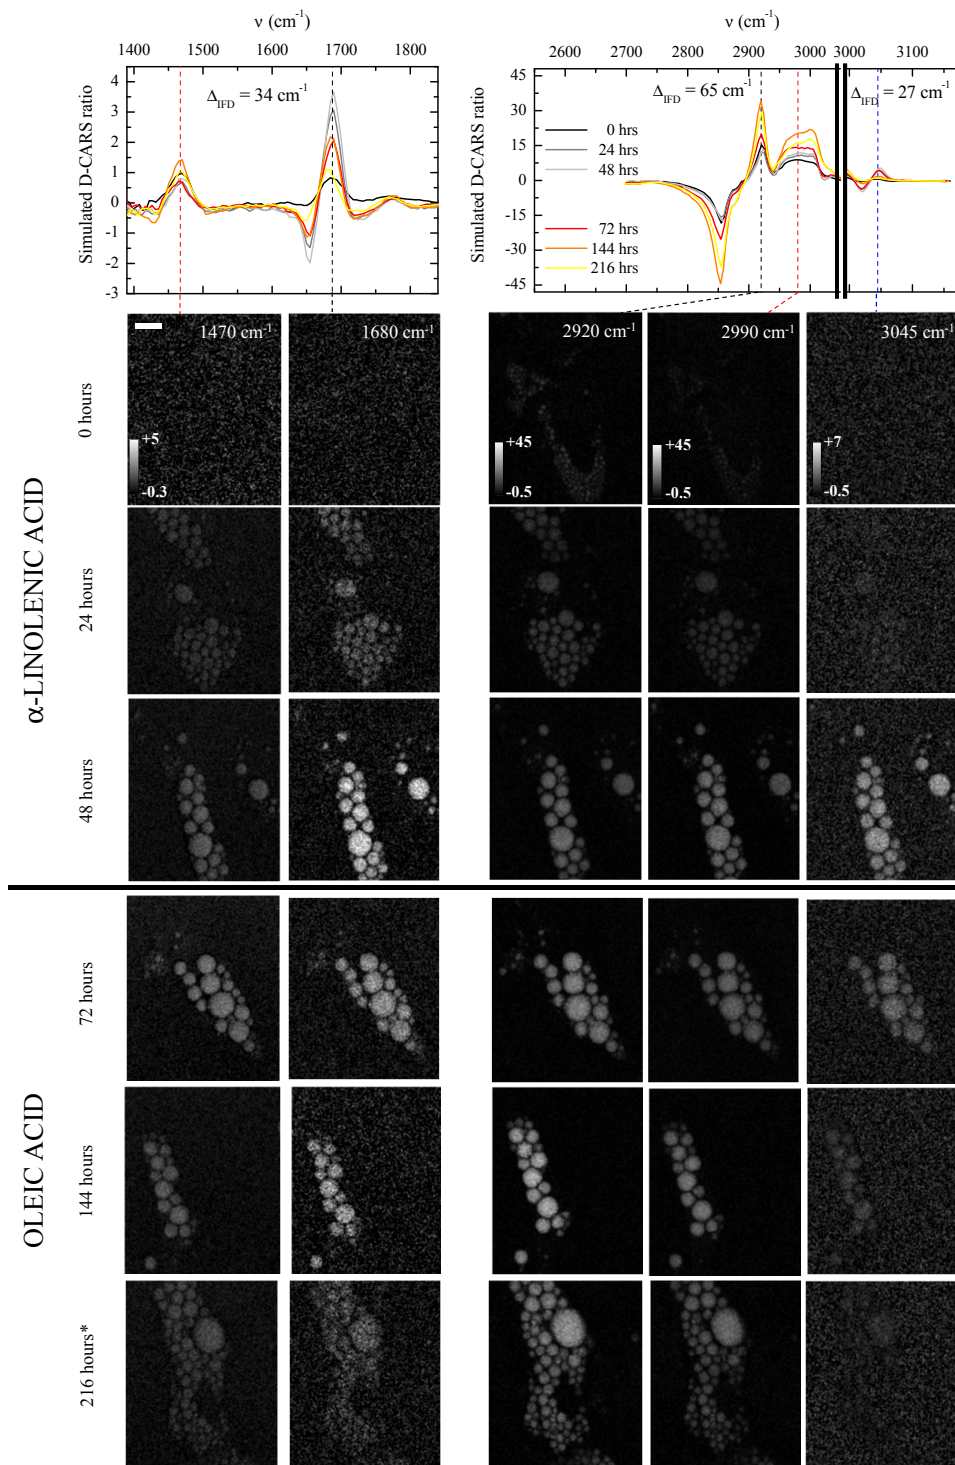 ν (cm⁻¹)
1400 1500 1600 1700 1800
Simulated D-CARS ratio
4
3
2
1
0
-1
-2
-3
Δ_IFD = 34 cm⁻¹
ν (cm⁻¹)
2600 2700 2800 2900 3000 3000 3100
Simulated D-CARS ratio
45
30
15
0
-15
-30
-45
Δ_IFD = 65 cm⁻¹
Δ_IFD = 27 cm⁻¹
0 hrs
24 hrs
48 hrs
72 hrs
144 hrs
216 hrs
1470 cm⁻¹
1680 cm⁻¹
2920 cm⁻¹
2990 cm⁻¹
3045 cm⁻¹
+5
-0.3
+45
-0.5
+45
-0.5
+7
-0.5
α-LINOLENIC ACID
0 hours
24 hours
48 hours
OLEIC ACID
72 hours
144 hours
216 hours*